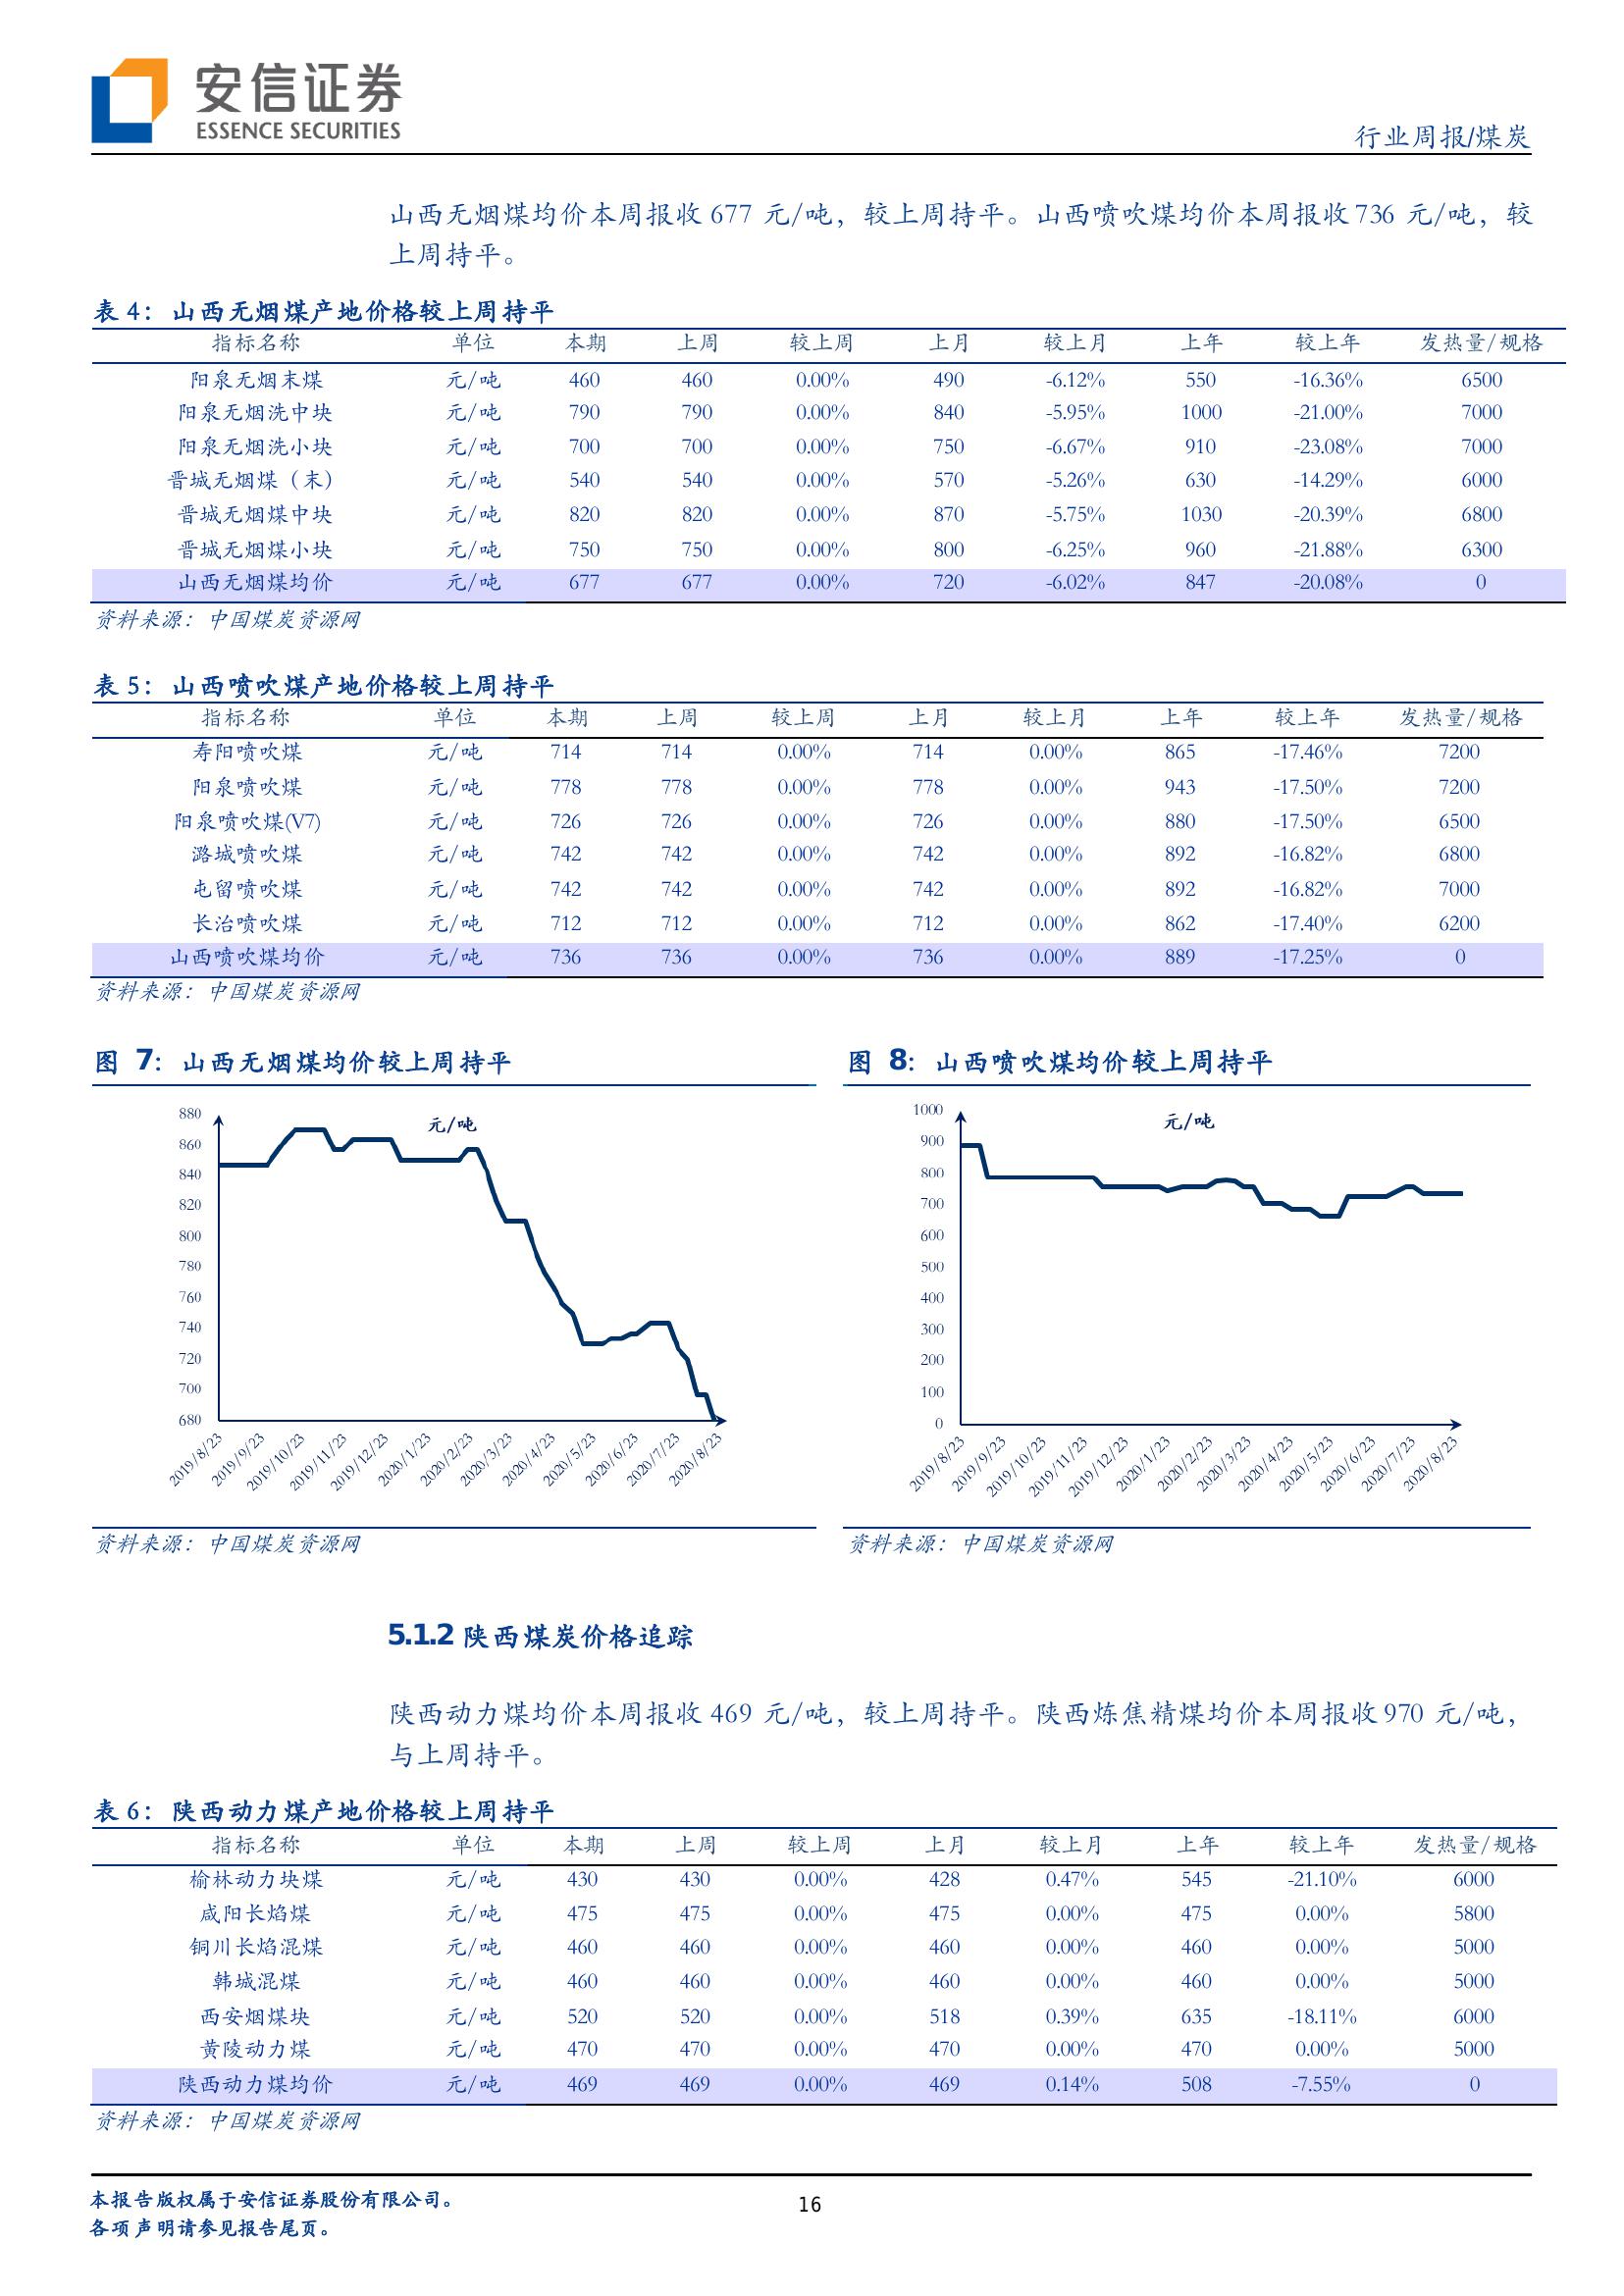 安信证券
ESSENCE SECURITIES
行业周报/煤炭
山西无烟煤均价本周报收 677 元/吨，较上周持平。山西喷吹煤均价本周报收 736 元/吨，较
上周持平。
表 4：山西无烟煤产地价格较上周持平
指标名称 单位 本期 上周 较上周 上月 较上月 上年 较上年 发热量/规格
阳泉无烟末煤 元/吨 460 460 0.00% 490 -6.12% 550 -16.36% 6500
阳泉无烟洗中块 元/吨 790 790 0.00% 840 -5.95% 1000 -21.00% 7000
阳泉无烟洗小块 元/吨 700 700 0.00% 750 -6.67% 910 -23.08% 7000
晋城无烟煤（末） 元/吨 540 540 0.00% 570 -5.26% 630 -14.29% 6000
晋城无烟煤中块 元/吨 820 820 0.00% 870 -5.75% 1030 -20.39% 6800
晋城无烟煤小块 元/吨 750 750 0.00% 800 -6.25% 960 -21.88% 6300
山西无烟煤均价 元/吨 677 677 0.00% 720 -6.02% 847 -20.08% 0
资料来源：中国煤炭资源网
表 5：山西喷吹煤产地价格较上周持平
指标名称 单位 本期 上周 较上周 上月 较上月 上年 较上年 发热量/规格
寿阳喷吹煤 元/吨 714 714 0.00% 714 0.00% 865 -17.46% 7200
阳泉喷吹煤 元/吨 778 778 0.00% 778 0.00% 943 -17.50% 7200
阳泉喷吹煤(V7) 元/吨 726 726 0.00% 726 0.00% 880 -17.50% 6500
潞城喷吹煤 元/吨 742 742 0.00% 742 0.00% 892 -16.82% 6800
屯留喷吹煤 元/吨 742 742 0.00% 742 0.00% 892 -16.82% 7000
长治喷吹煤 元/吨 712 712 0.00% 712 0.00% 862 -17.40% 6200
山西喷吹煤均价 元/吨 736 736 0.00% 736 0.00% 889 -17.25% 0
资料来源：中国煤炭资源网
图 7：山西无烟煤均价较上周持平
元/吨
880
860
840
820
800
780
760
740
720
700
680
2019/8/23 2019/9/23 2019/10/23 2019/11/23 2019/12/23 2020/1/23 2020/2/23 2020/3/23 2020/4/23 2020/5/23 2020/6/23 2020/7/23 2020/8/23
资料来源：中国煤炭资源网
图 8：山西喷吹煤均价较上周持平
元/吨
1000
900
800
700
600
500
400
300
200
100
0
2019/8/23 2019/9/23 2019/10/23 2019/11/23 2019/12/23 2020/1/23 2020/2/23 2020/3/23 2020/4/23 2020/5/23 2020/6/23 2020/7/23 2020/8/23
资料来源：中国煤炭资源网
5.1.2 陕西煤炭价格追踪
陕西动力煤均价本周报收 469 元/吨，较上周持平。陕西炼焦精煤均价本周报收 970 元/吨，
与上周持平。
表 6：陕西动力煤产地价格较上周持平
指标名称 单位 本期 上周 较上周 上月 较上月 上年 较上年 发热量/规格
榆林动力块煤 元/吨 430 430 0.00% 428 0.47% 545 -21.10% 6000
咸阳长焰煤 元/吨 475 475 0.00% 475 0.00% 475 0.00% 5800
铜川长焰混煤 元/吨 460 460 0.00% 460 0.00% 460 0.00% 5000
韩城混煤 元/吨 460 460 0.00% 460 0.00% 460 0.00% 5000
西安烟煤块 元/吨 520 520 0.00% 518 0.39% 635 -18.11% 6000
黄陵动力煤 元/吨 470 470 0.00% 470 0.00% 470 0.00% 5000
陕西动力煤均价 元/吨 469 469 0.00% 469 0.14% 508 -7.55% 0
资料来源：中国煤炭资源网
本报告版权属于安信证券股份有限公司。
各项声明请参见报告尾页。
16